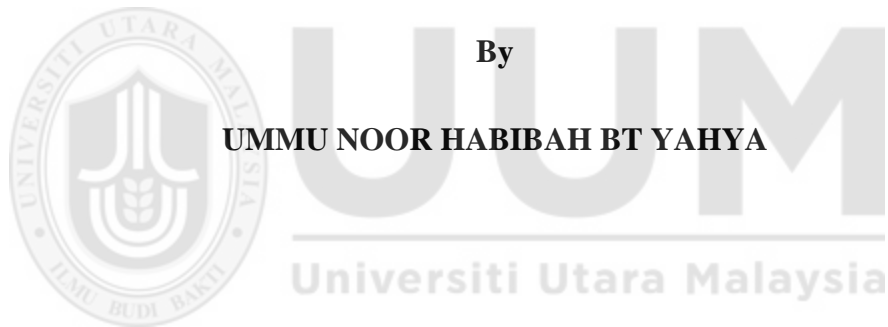 By
UMMU NOOR HABIBAH BT YAHYA
UUM
Universiti Utara Malaysia
UNIVERSITI UTARA MALAYSIA
ILMU BUDI BAKTI